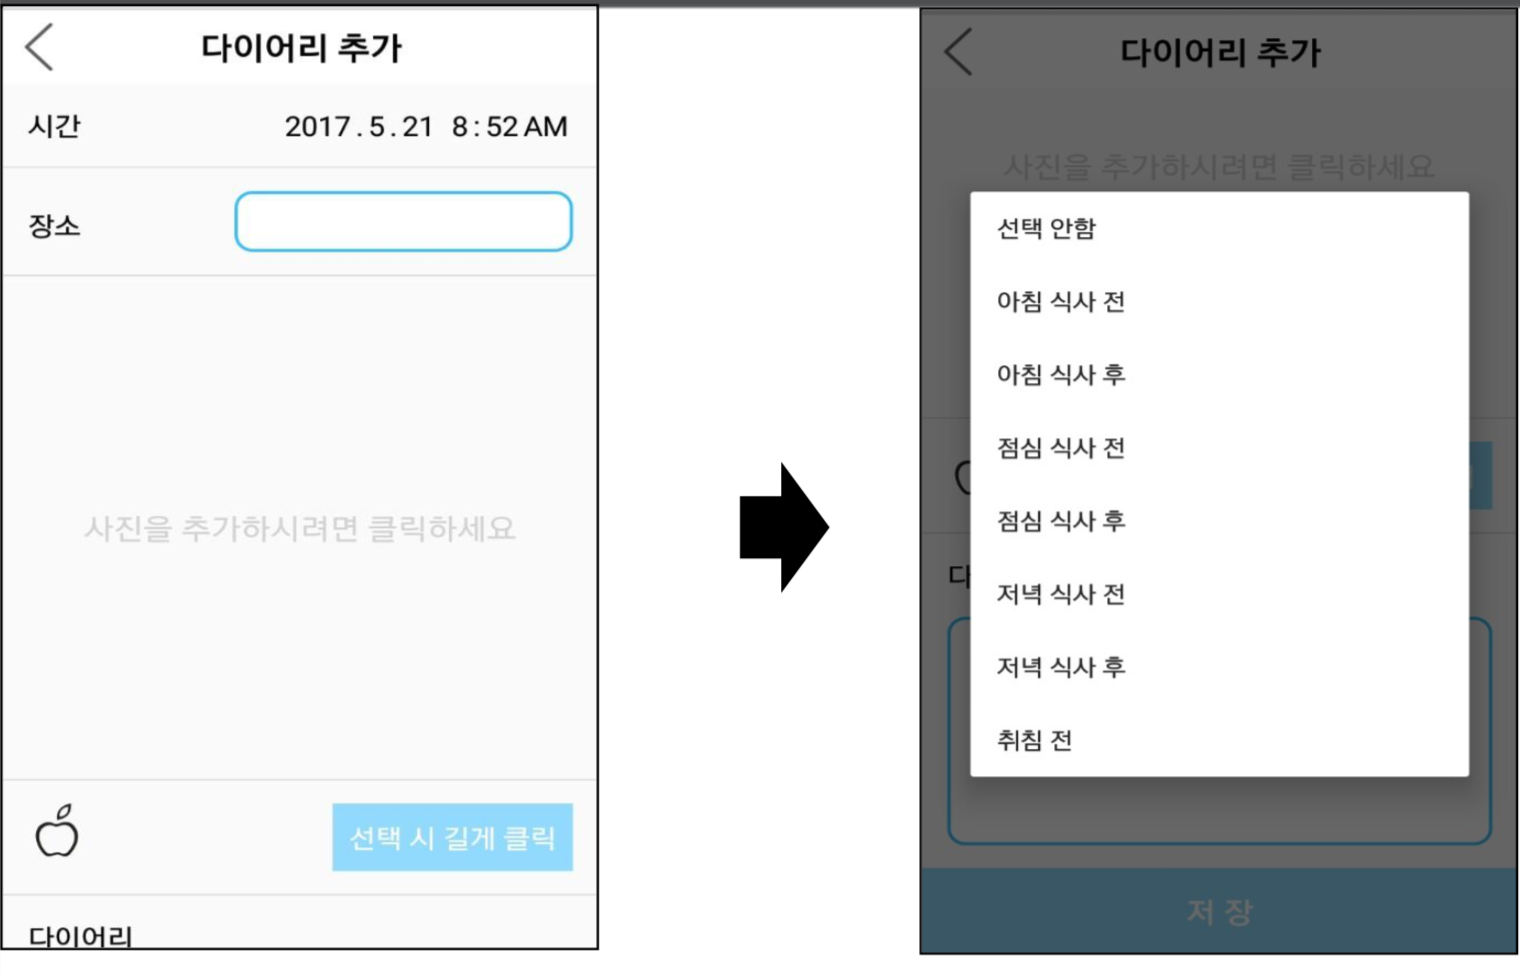 다이어리 추가
시간 2017.5.21 8:52AM
장소
사진을 추가하시려면 클릭하세요
선택 시 길게 클릭
다이어리
다이어리 추가
사진을 추가하시려면 클릭하세요
선택 안함
아침 식사 전
아침 식사 후
점심 식사 전
점심 식사 후
저녁 식사 전
저녁 식사 후
취침 전
다
저장